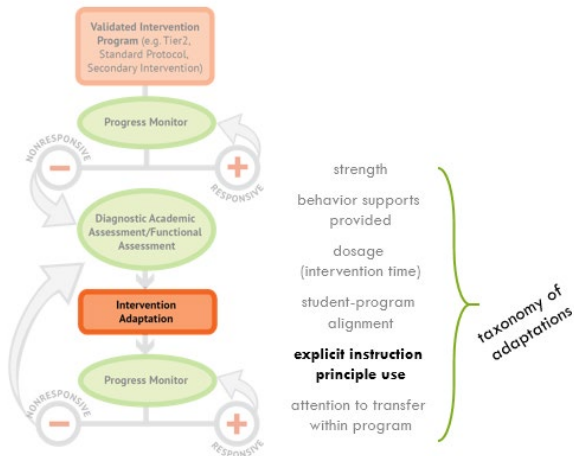 Validated Intervention
Program (e.g. Tier2,
Standard Protocol,
Secondary Intervention)
Progress Monitor
NONRESPONSIVE
RESPONSIVE
Diagnostic Academic
Assessment/Functional
Assessment
Intervention
Adaptation
Progress Monitor
NONRESPONSIVE
RESPONSIVE
strength
behavior supports
provided
dosage
(intervention time)
student-program
alignment
explicit instruction
principle use
attention to transfer
within program
taxonomy of
adaptations